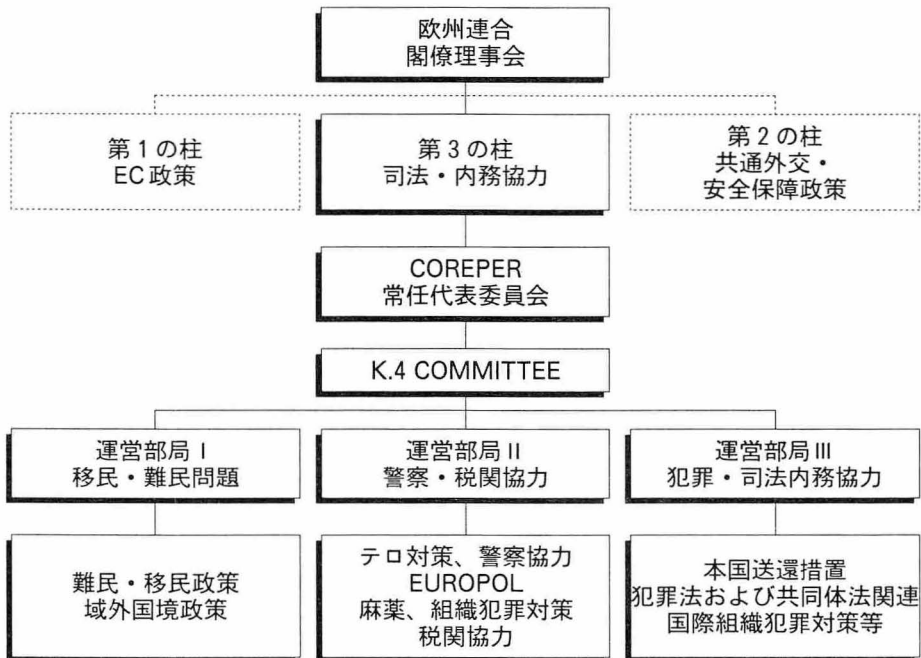 欧州連合
閣僚理事会
第1の柱
EC政策
第3の柱
司法・内務協力
第2の柱
共通外交・
安全保障政策
COREPER
常任代表委員会
K.4 COMMITTEE
運営部局 I
移民・難民問題
運営部局 II
警察・税関協力
運営部局 III
犯罪・司法内務協力
難民・移民政策
域外国境政策
テロ対策、警察協力
EUROPOL
麻薬、組織犯罪対策
税関協力
本国送還措置
犯罪法および共同体法関連
国際組織犯罪対策等